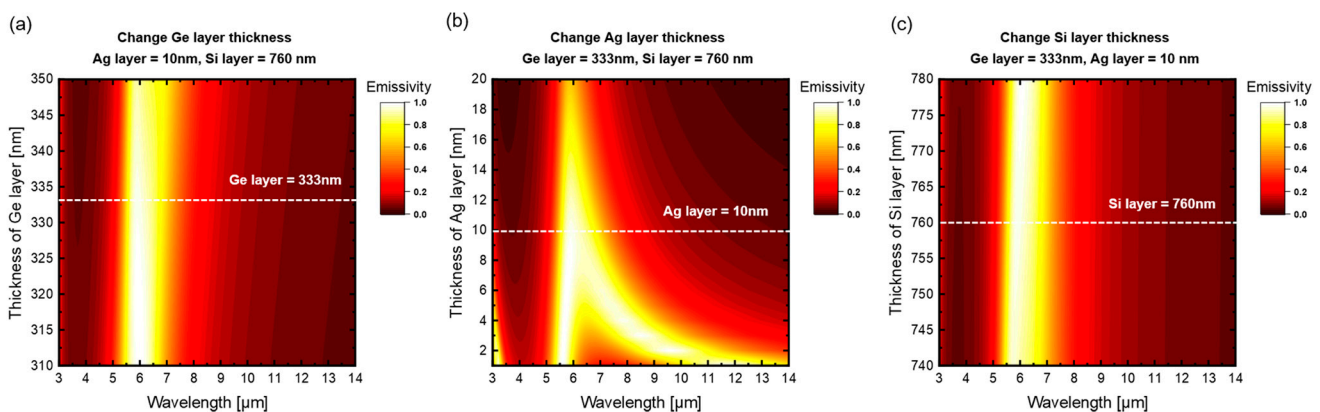 (a)
Change Ge layer thickness
Ag layer = 10nm, Si layer = 760 nm
Thickness of Ge layer [nm]
350
345
340
335
330
325
320
315
310
Ge layer = 333nm
3 4 5 6 7 8 9 10 11 12 13 14
Wavelength [µm]
Emissivity
1.0
0.8
0.6
0.4
0.2
0.0
(b)
Change Ag layer thickness
Ge layer = 333nm, Si layer = 760 nm
Thickness of Ag layer [nm]
20
18
16
14
12
10
8
6
4
2
Ag layer = 10nm
3 4 5 6 7 8 9 10 11 12 13 14
Wavelength [µm]
Emissivity
1.0
0.8
0.6
0.4
0.2
0.0
(c)
Change Si layer thickness
Ge layer = 333nm, Ag layer = 10 nm
Thickness of Si layer [nm]
780
775
770
765
760
755
750
745
740
Si layer = 760nm
3 4 5 6 7 8 9 10 11 12 13 14
Wavelength [µm]
Emissivity
1.0
0.8
0.6
0.4
0.2
0.0